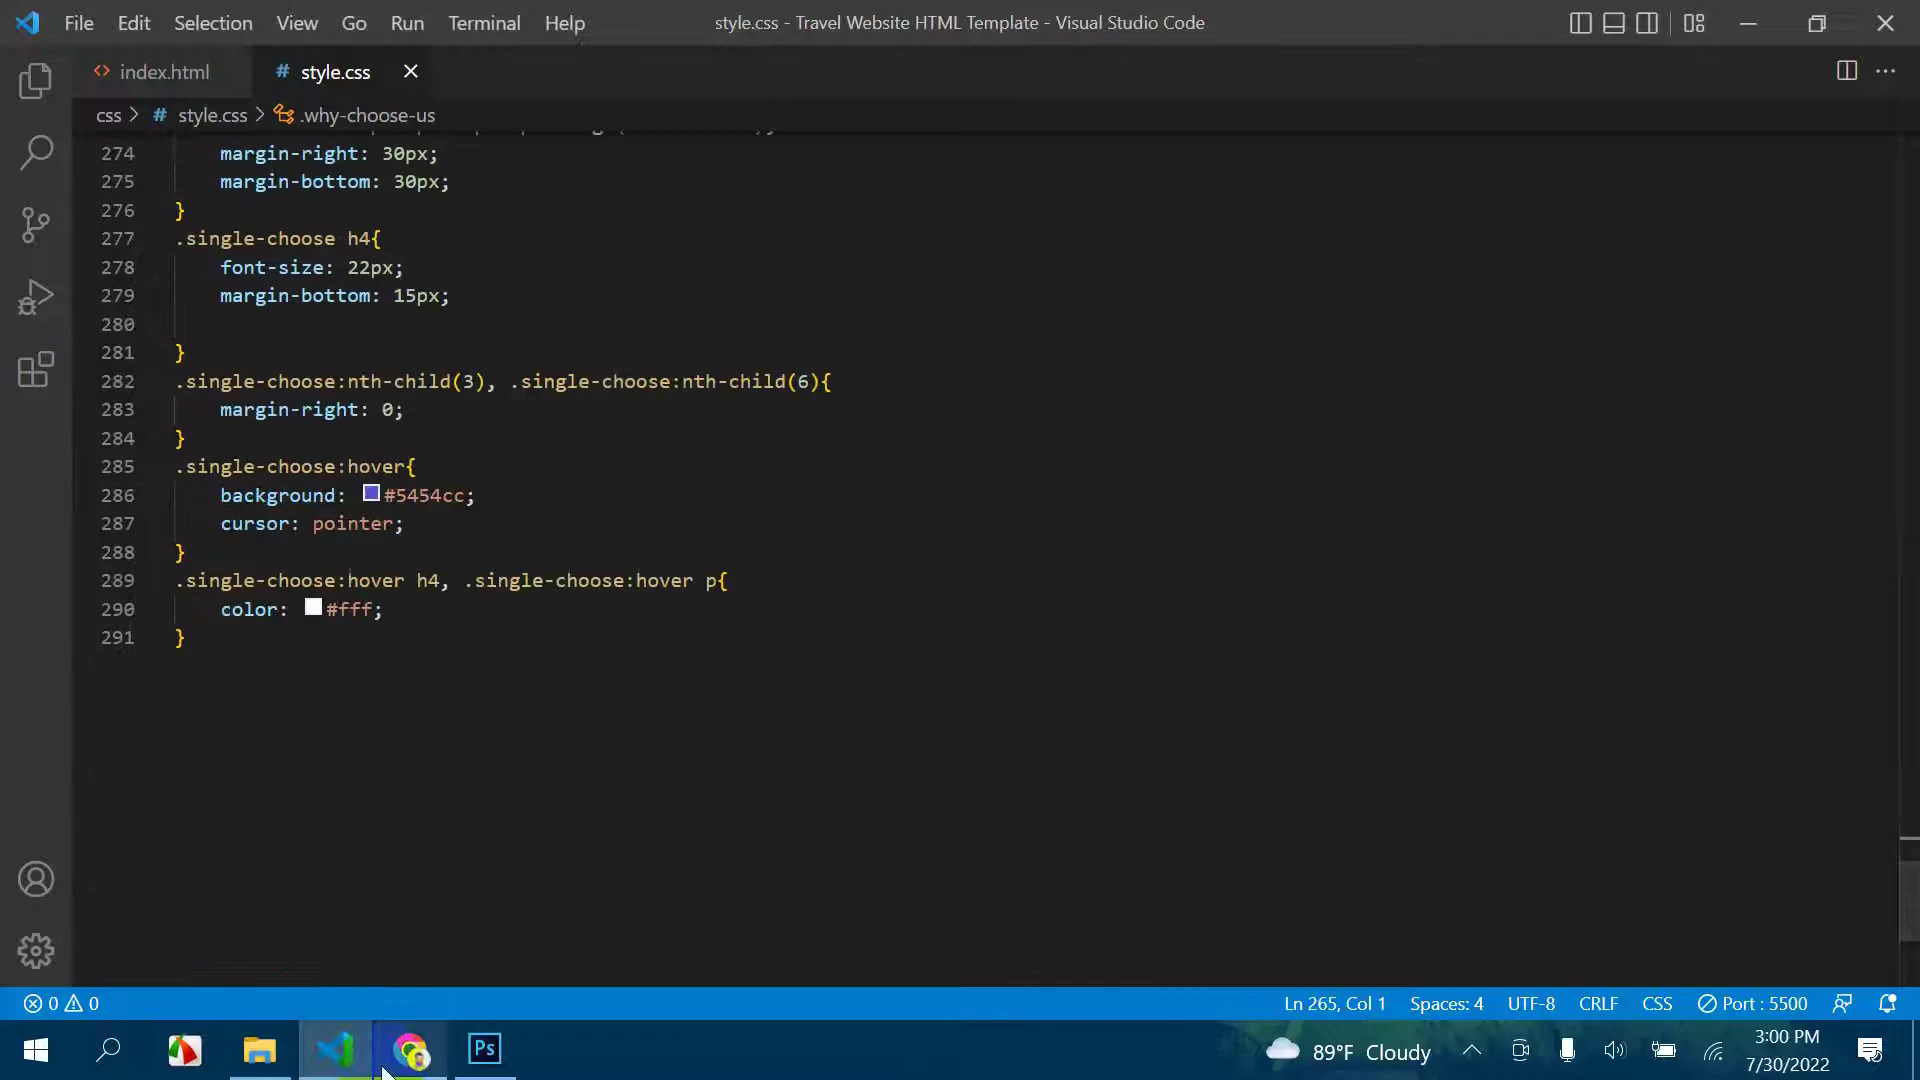 File Edit Selection View Go Run Terminal Help style.css - Travel Website HTML Template - Visual Studio Code
<> index.html # style.css
css > # style.css > .why-choose-us
274 margin-right: 30px;
275 margin-bottom: 30px;
276 }
277 .single-choose h4{
278 font-size: 22px;
279 margin-bottom: 15px;
280
281 }
282 .single-choose:nth-child(3), .single-choose:nth-child(6){
283 margin-right: 0;
284 }
285 .single-choose:hover{
286 background: #5454cc;
287 cursor: pointer;
288 }
289 .single-choose:hover h4, .single-choose:hover p{
290 color: #fff;
291 }
0 0 Ln 265, Col 1 Spaces: 4 UTF-8 CRLF CSS Port : 5500
Ps 89°F Cloudy 3:00 PM
7/30/2022